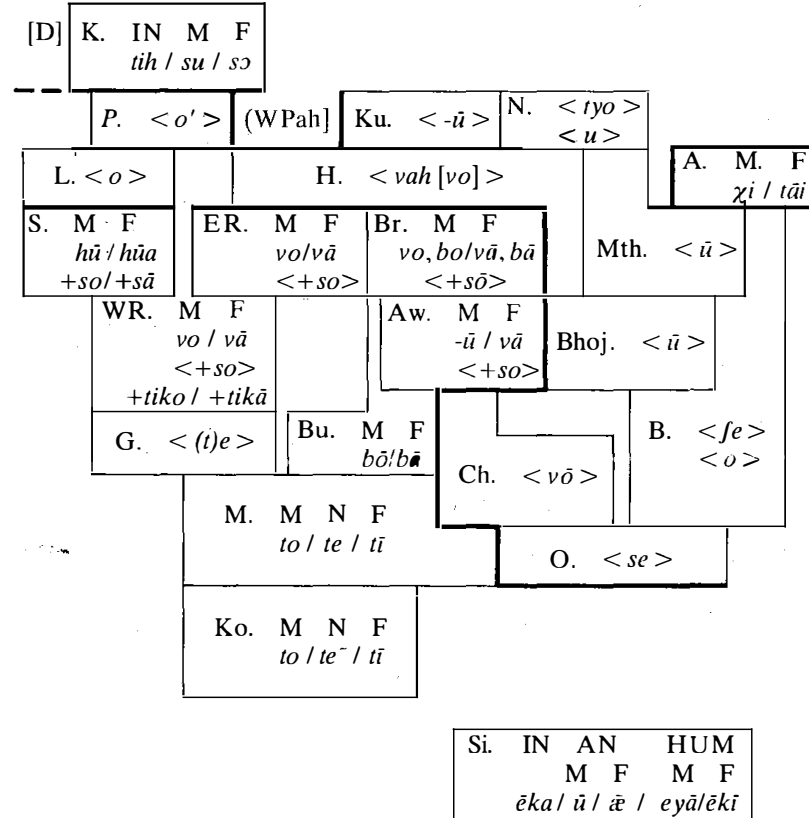 [D] K. IN M F
tih / su / sɔ
P. < o' > (WPah] Ku. < -ū > N. < tyo >
< u >
L. < o > H. < vah [vo] > A. M. F
χi / tāi
S. M F
hū / hūa
+so/ +sā
ER. M F
vo/vā
<+so>
Br. M F
vo, bo/vā, bā
<+sō>
Mth. < ū >
WR. M F
vo / vā
<+so>
+tiko / +tikā
Aw. M F
-ū / vā
<+so>
Bhoj. < ū >
G. < (t)e >
Bu. M F
bō/bā
Ch. < vō >
B. < ʃe >
< o >
M. M N F
to / te / tī
O. < se >
Ko. M N F
to / te˜ / tī
Si. IN AN HUM
M F M F
ēka / ū / ǣ / eyā/ēkī